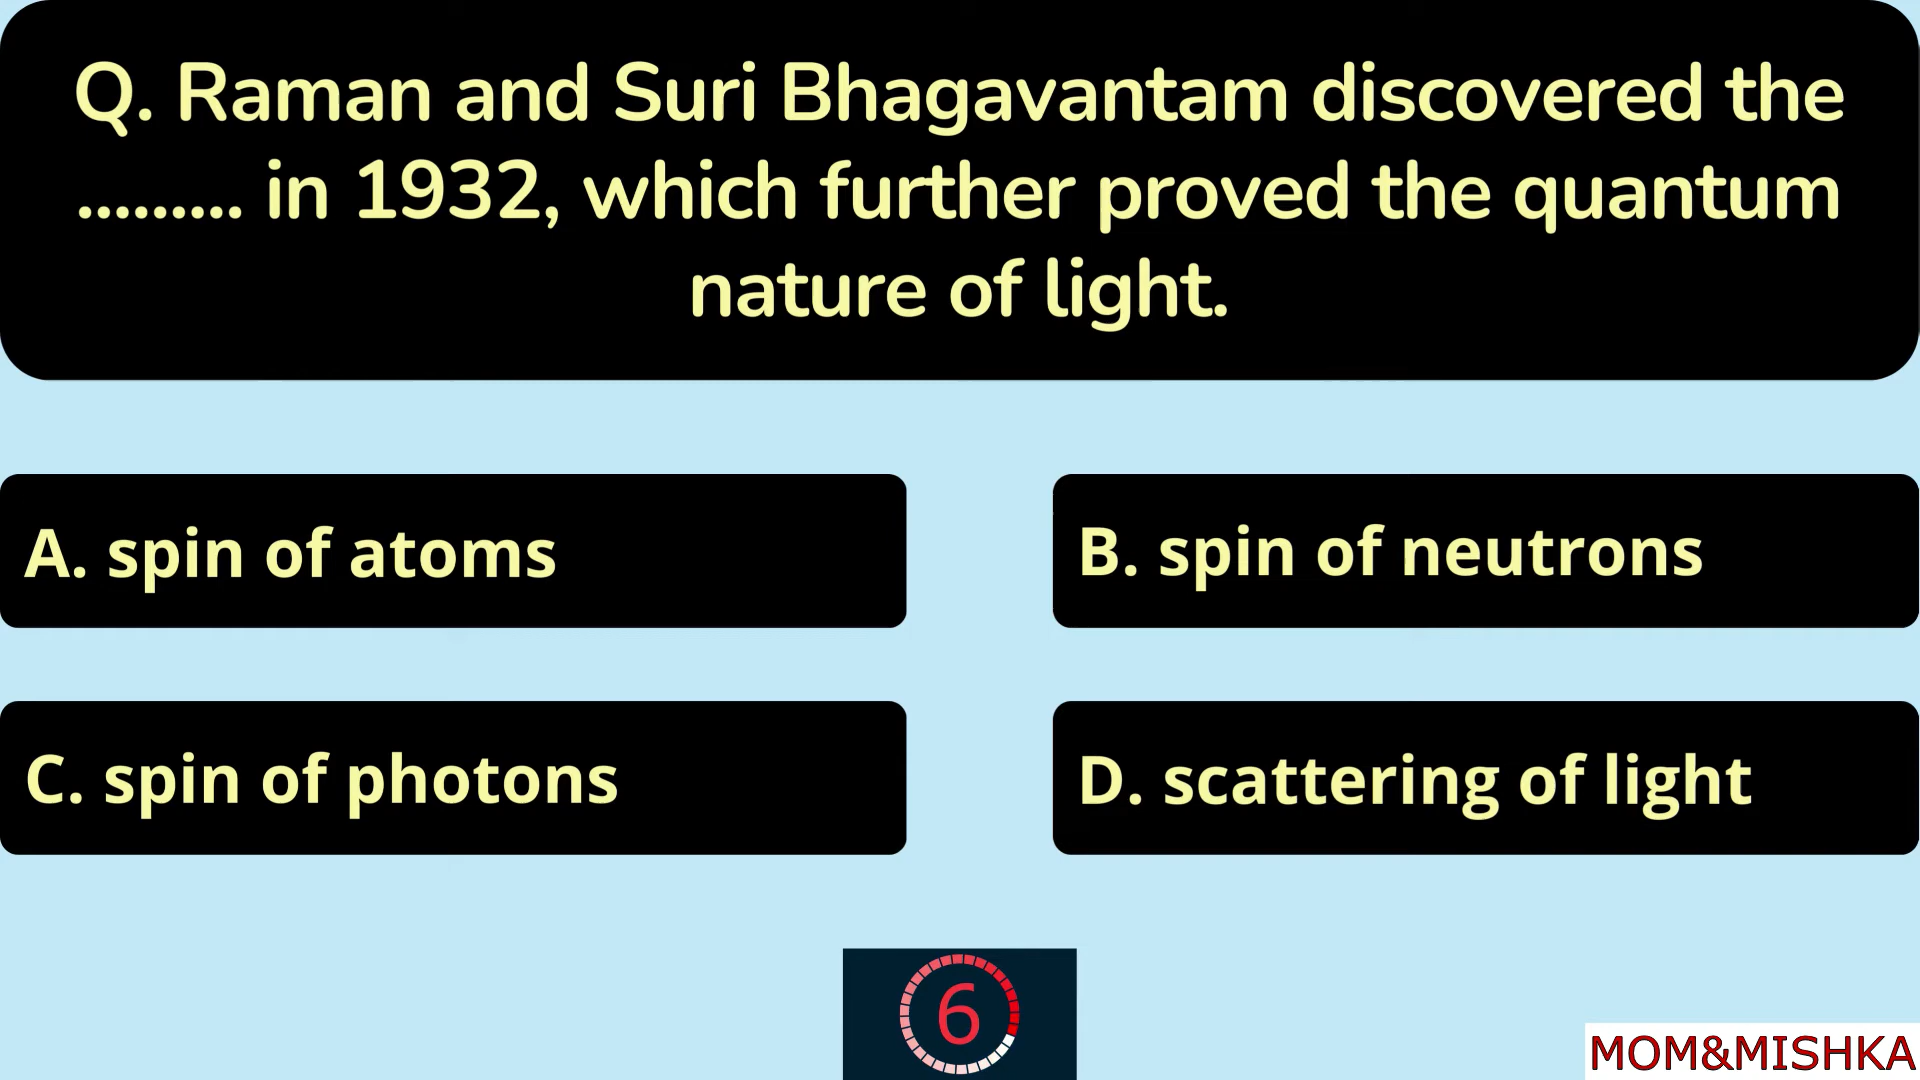 Q. Raman and Suri Bhagavantam discovered the
......... in 1932, which further proved the quantum
nature of light.
A. spin of atoms
B. spin of neutrons
C. spin of photons
D. scattering of light
6
MOM&MISHKA